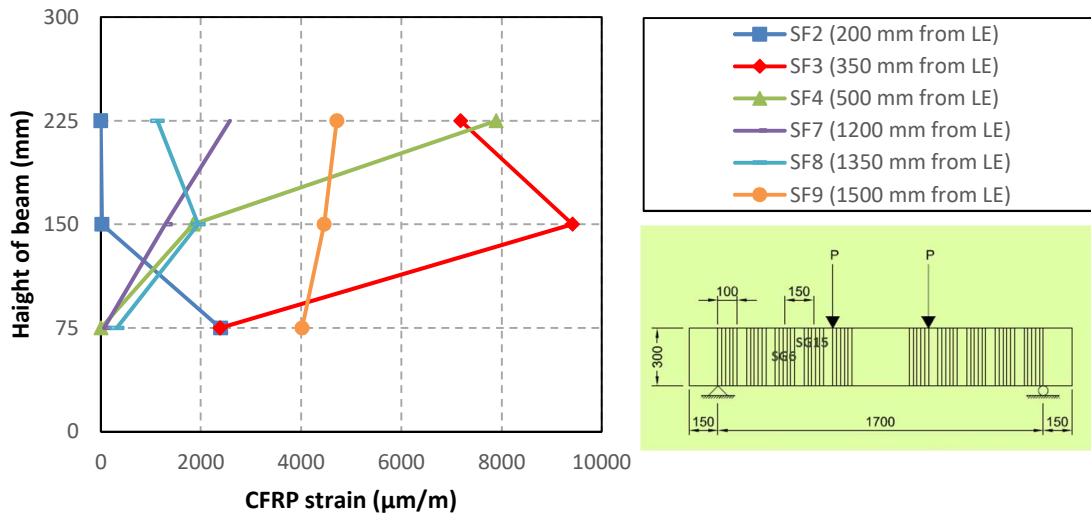 300
225
150
75
0
Haight of beam (mm)
0 2000 4000 6000 8000 10000
CFRP strain (µm/m)
SF2 (200 mm from LE)
SF3 (350 mm from LE)
SF4 (500 mm from LE)
SF7 (1200 mm from LE)
SF8 (1350 mm from LE)
SF9 (1500 mm from LE)
P P
100 150
SG15
SG6
300
150 1700 150